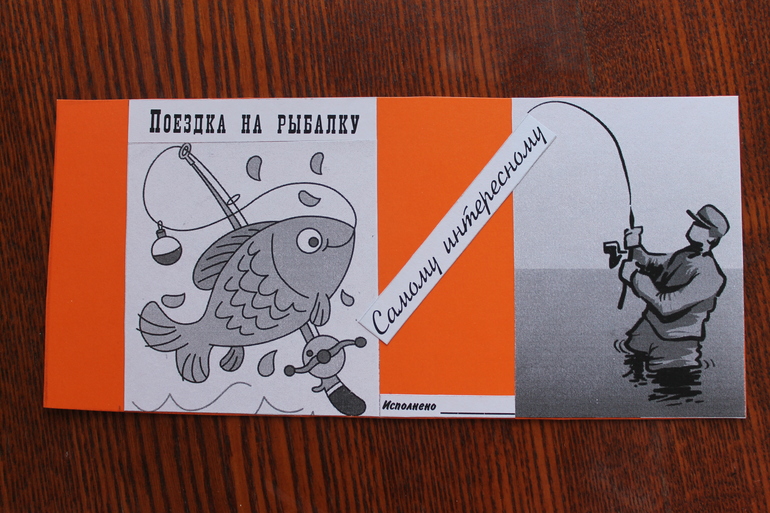 Поездка на рыбалку
Самому интересному
Исполнено